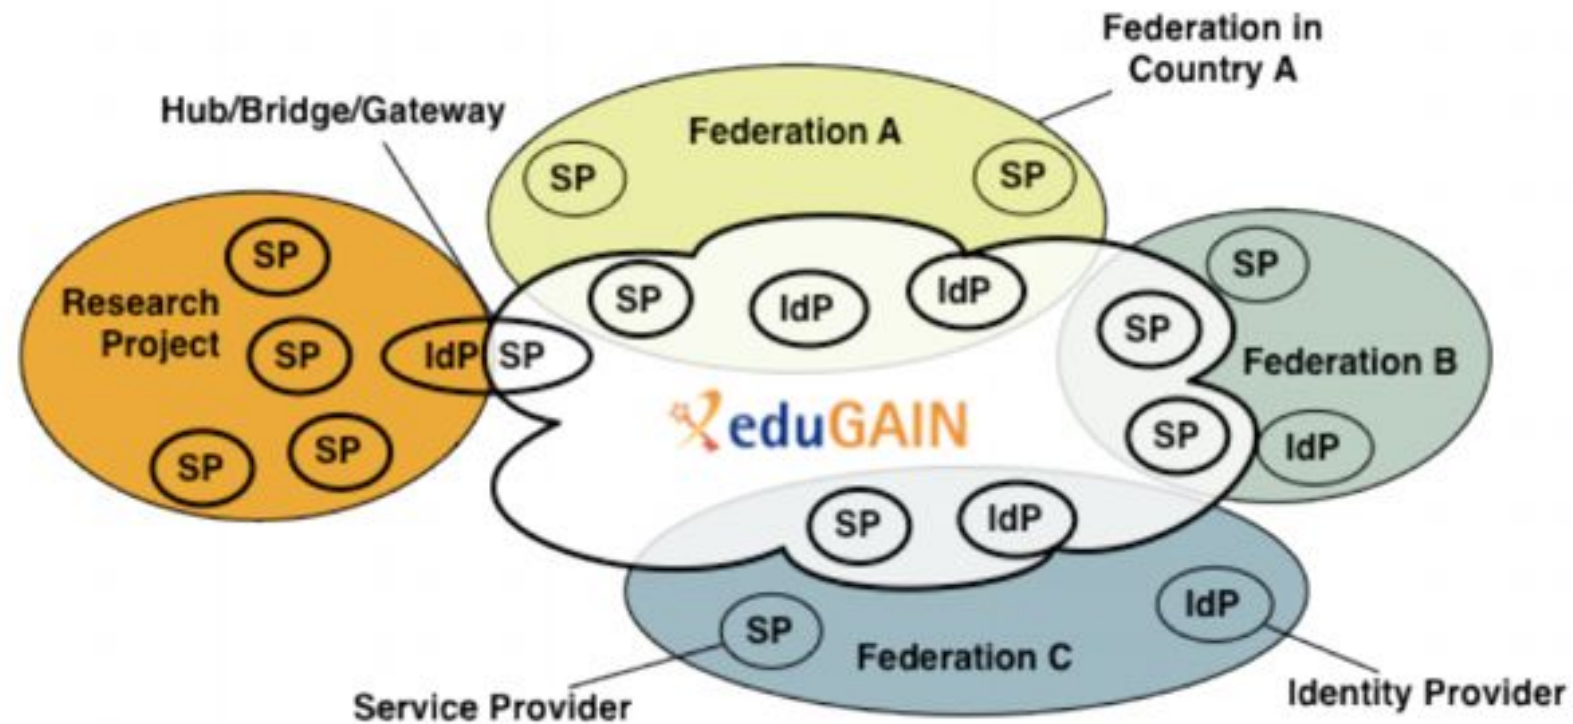 Federation in
Country A
Hub/Bridge/Gateway
Federation A
SP
SP
SP
IdP
IdP
Research
Project
SP
SP
SP
SP
IdP
SP
SP
SP
SP
Federation B
IdP
eduGAIN
SP
IdP
SP
IdP
Federation C
Service Provider
Identity Provider